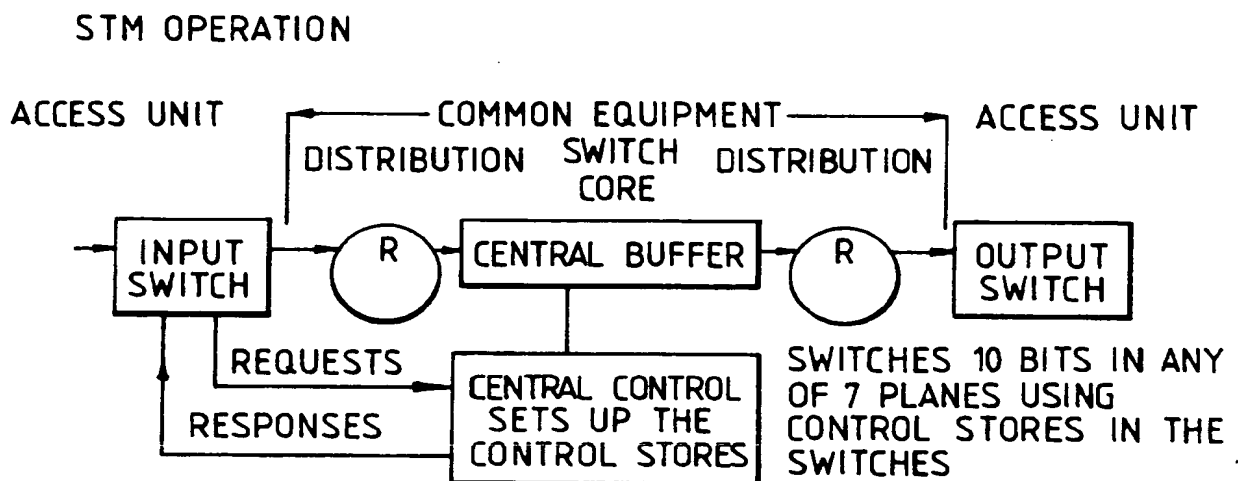 STM OPERATION
ACCESS UNIT
COMMON EQUIPMENT
ACCESS UNIT
DISTRIBUTION
SWITCH
CORE
DISTRIBUTION
INPUT
SWITCH
R
CENTRAL BUFFER
R
OUTPUT
SWITCH
REQUESTS
RESPONSES
CENTRAL CONTROL
SETS UP THE
CONTROL STORES
SWITCHES 10 BITS IN ANY
OF 7 PLANES USING
CONTROL STORES IN THE
SWITCHES